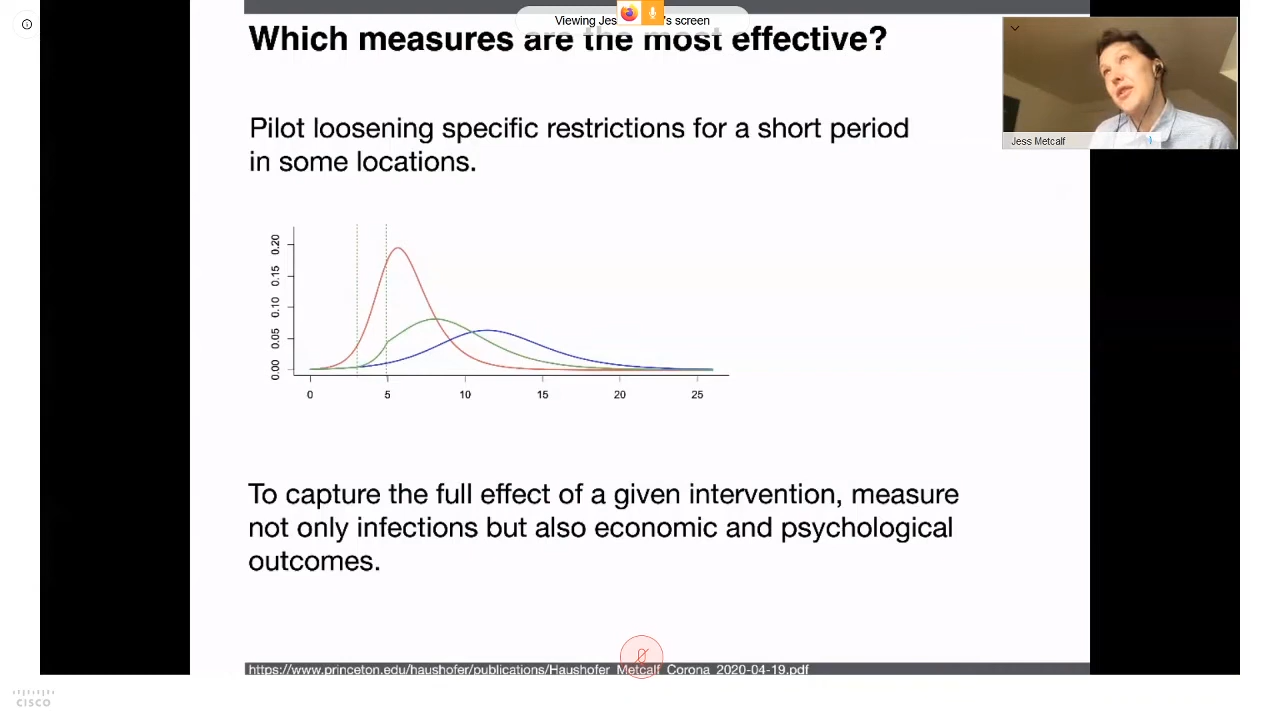 Viewing Jes 's screen
Which measures are the most effective?
Jess Metcalf
Pilot loosening specific restrictions for a short period
in some locations.
0.20
0.15
0.10
0.05
0.00
0 5 10 15 20 25
To capture the full effect of a given intervention, measure
not only infections but also economic and psychological
outcomes.
https://www.princeton.edu/haushofer/publications/Haushofer_Metcalf_Corona_2020-04-19.pdf
CISCO